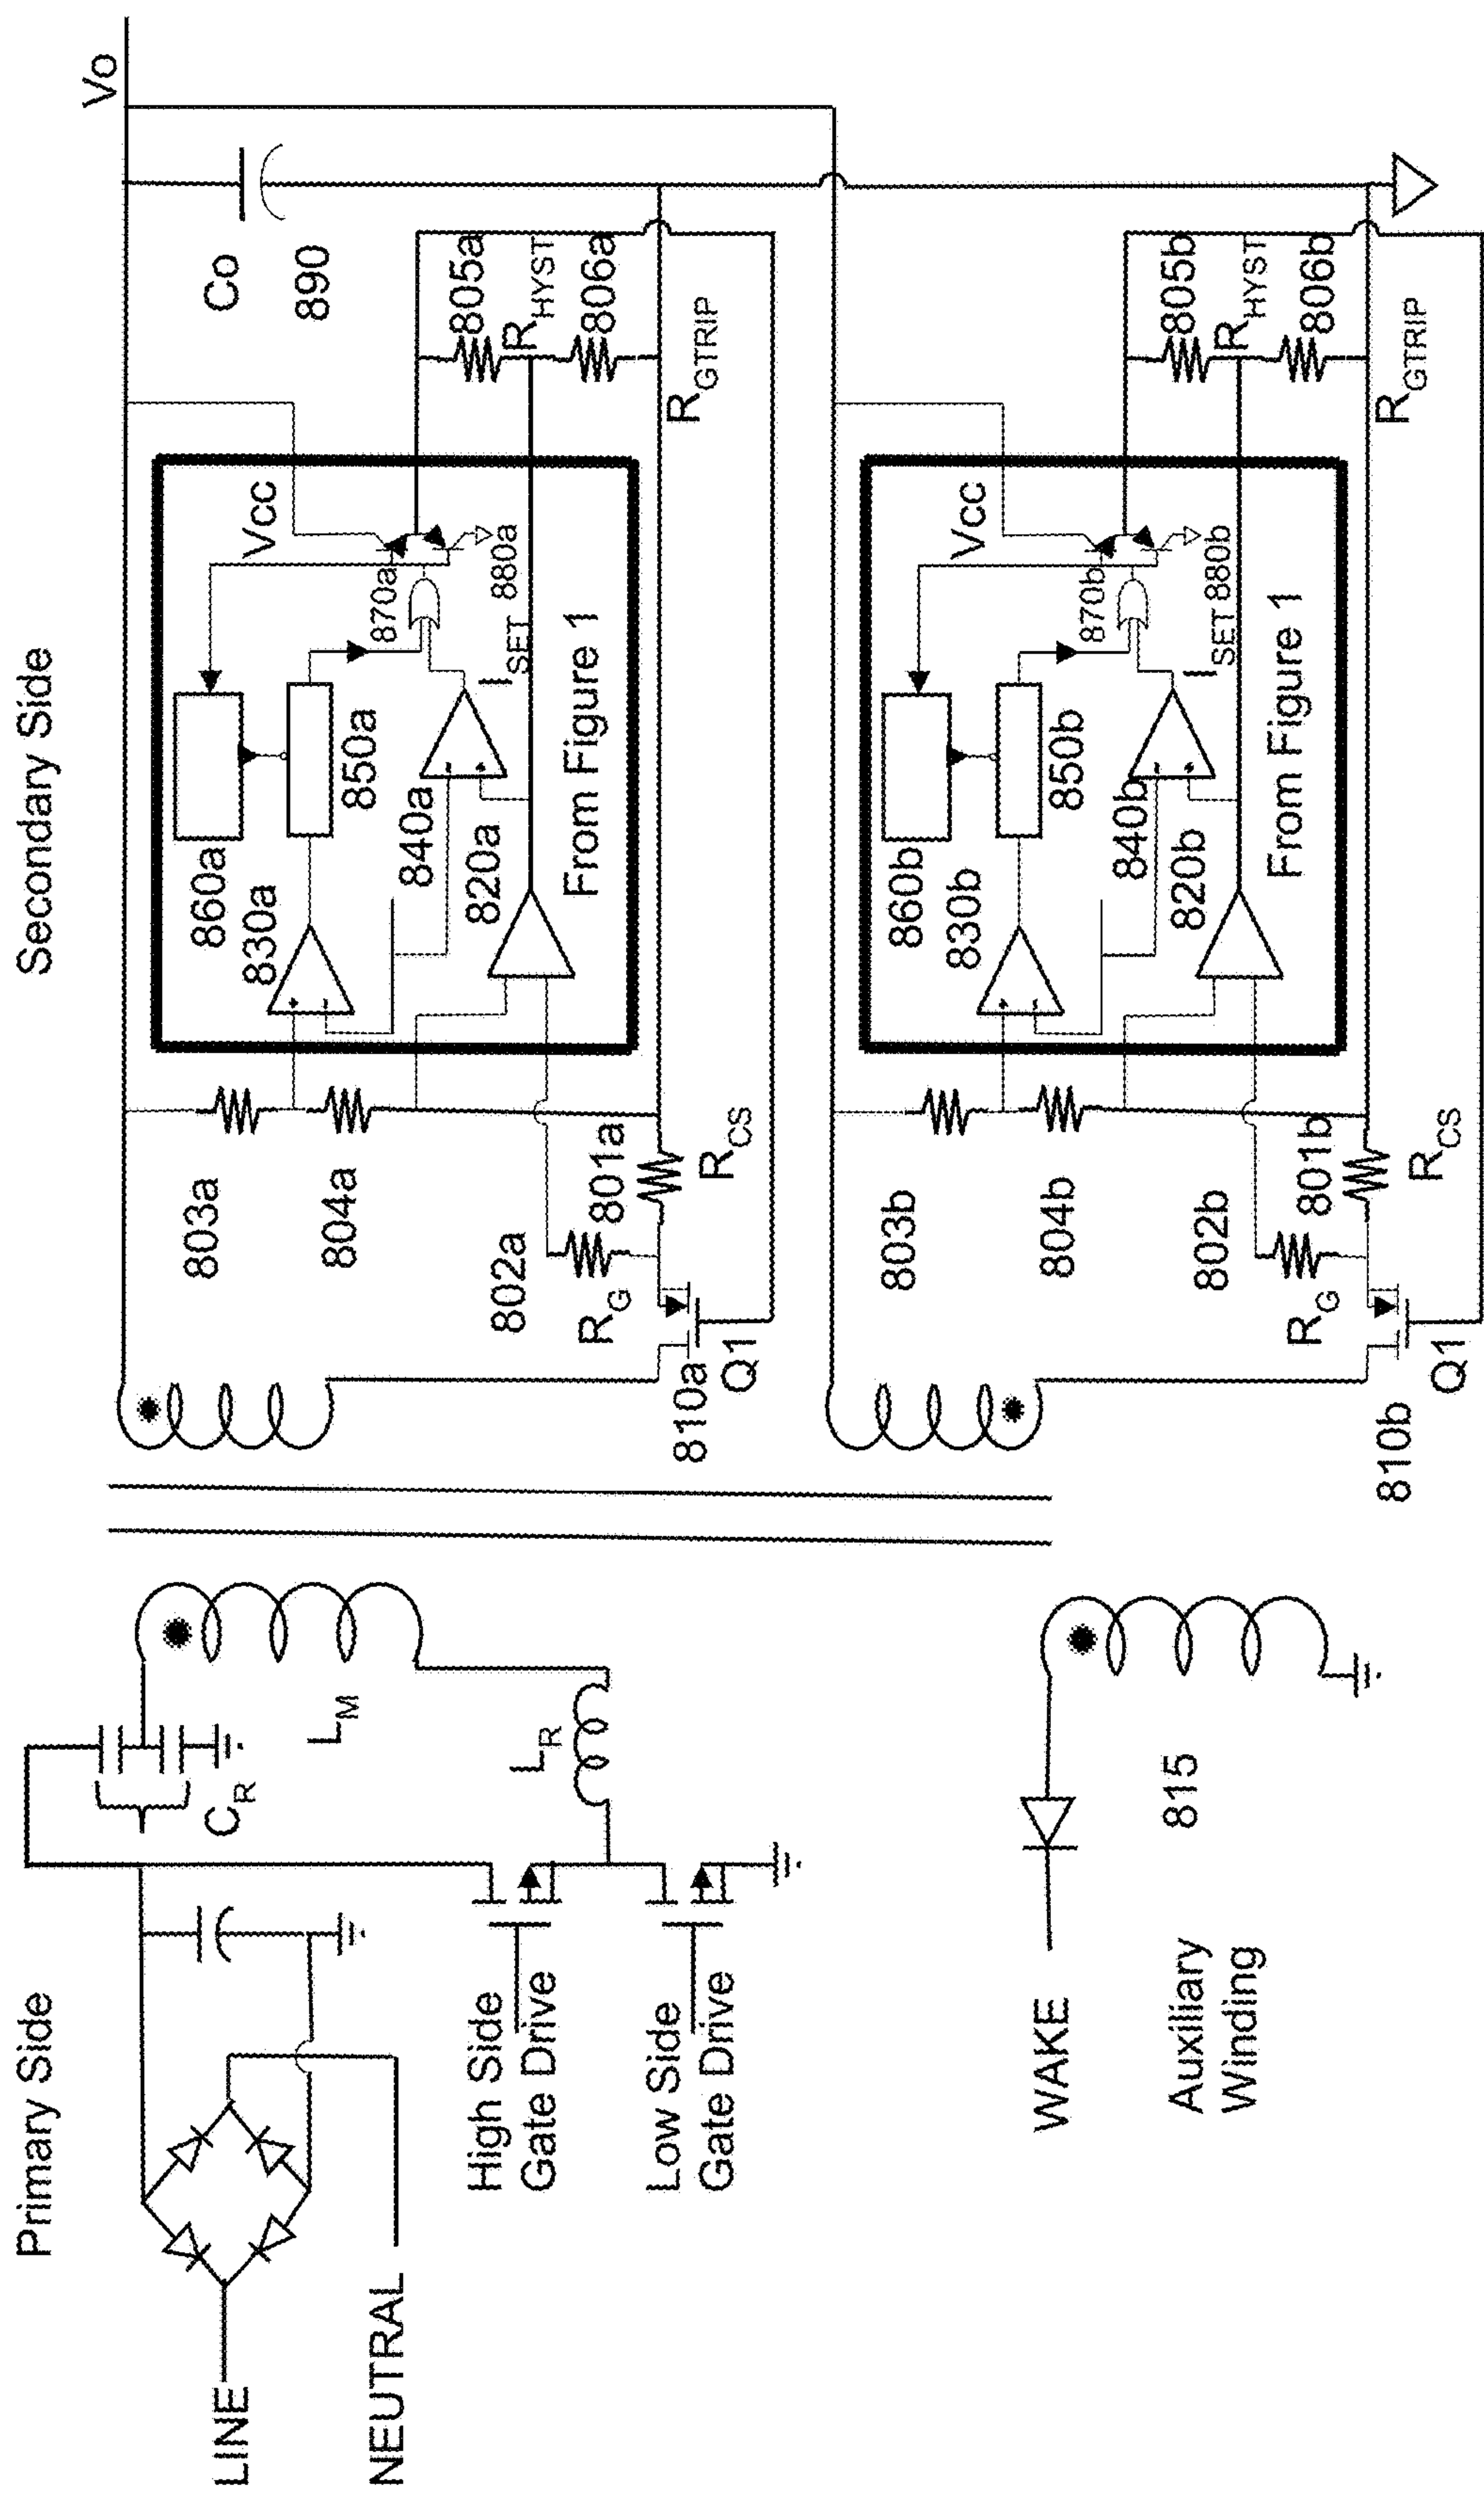 Primary Side
Secondary Side
LINE
NEUTRAL
High Side
Gate Drive
Low Side
Gate Drive
C_R
L_M
L_R
WAKE
815
Auxiliary
Winding
Vo
Co
890
803a
804a
802a
R_G
801a
R_CS
810a
Q1
860a
830a
850a
840a
820a
Vcc
870a
880a
I_SET
From Figure 1
805a
R_HYST
806a
R_GTRIP
803b
804b
802b
R_G
801b
R_CS
810b
Q1
860b
830b
850b
840b
820b
Vcc
870b
880b
I_SET
From Figure 1
805b
R_HYST
806b
R_GTRIP